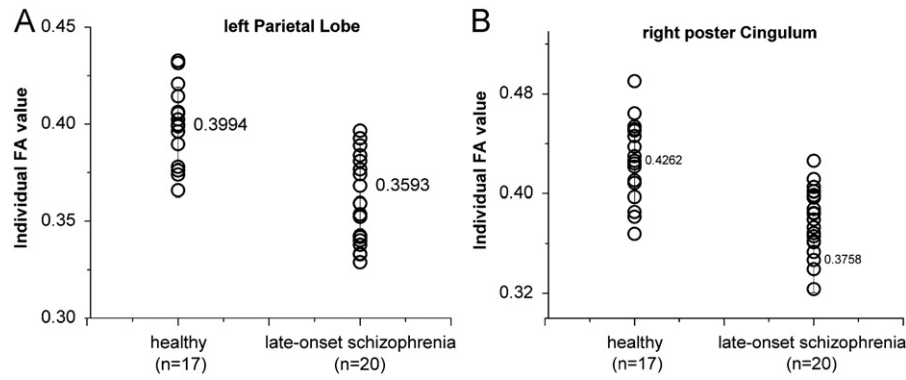 A
left Parietal Lobe
Individual FA value
0.45
0.40
0.35
0.30
0.3994
0.3593
healthy
(n=17)
late-onset schizophrenia
(n=20)
B
right poster Cingulum
Individual FA value
0.48
0.40
0.32
0.4262
0.3758
healthy
(n=17)
late-onset schizophrenia
(n=20)